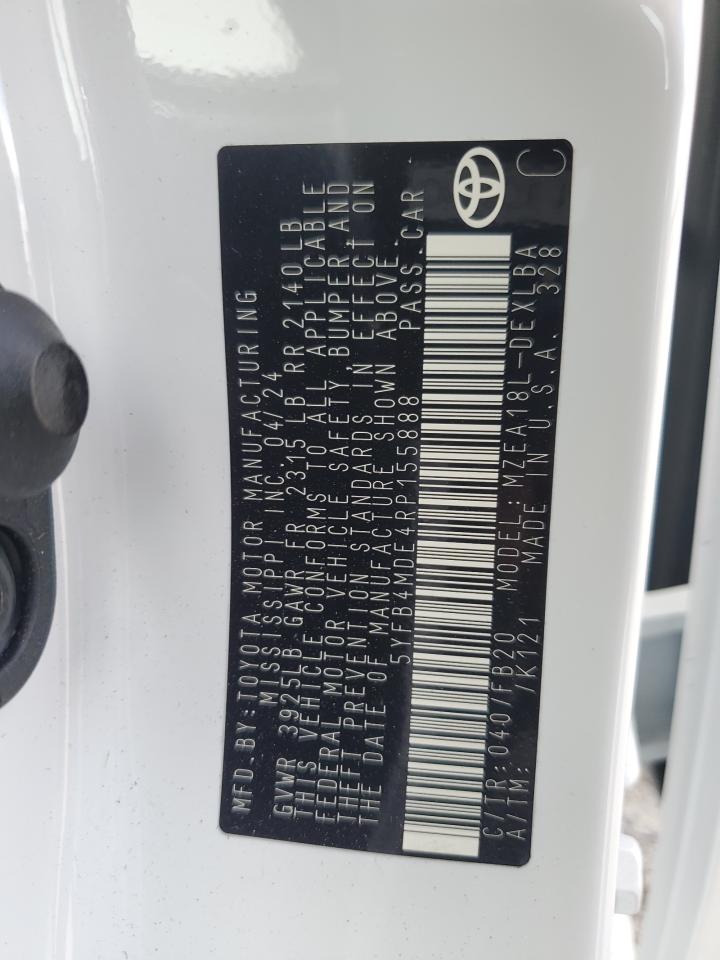 MFD.BY:TOYOTA MOTOR MANUFACTURING
MISSISSIPPI INC. 04/24
GVWR 3925LB GAWR FR 2315 LB RR 2140LB
THIS VEHICLE CONFORMS TO ALL APPLICABLE
FEDERAL MOTOR VEHICLE SAFETY BUMPER AND
THEFT PREVENTION STANDARDS IN EFFECT ON
THE DATE OF MANUFACTURE SHOWN ABOVE.
5YFB4MDE4RP155888 PASS.CAR
C/TR:040/FB20 MODEL:MZEA18L-DEXLBA
A/TM: /K121 MADE IN U.S.A. 328
C